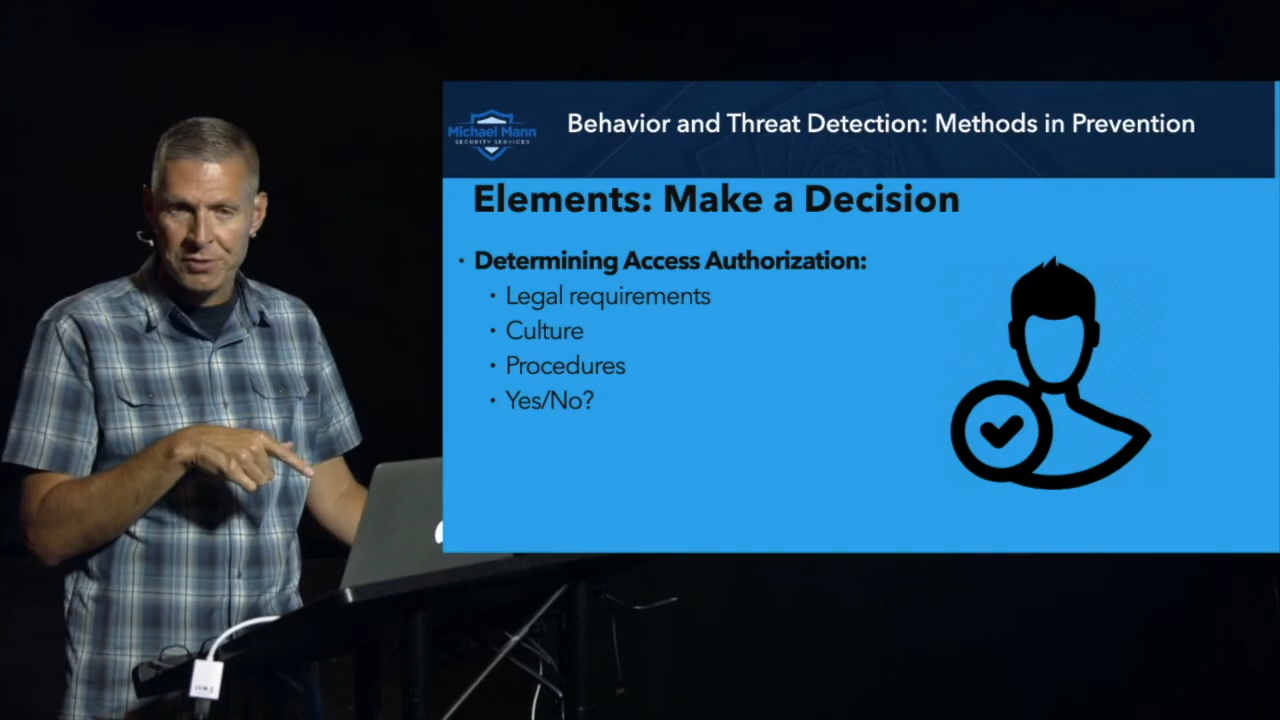 Michael Mann
SECURITY SERVICES
Behavior and Threat Detection: Methods in Prevention
Elements: Make a Decision
• Determining Access Authorization:
• Legal requirements
• Culture
• Procedures
• Yes/No?